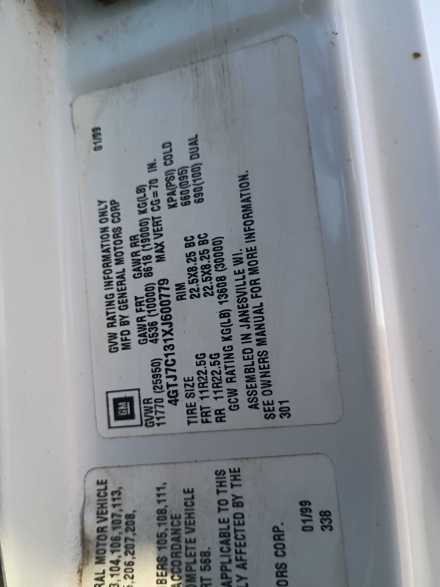 GVW RATING INFORMATION ONLY 01/99
MFD BY GENERAL MOTORS CORP
GM
GVWR GAWR FRT GAWR RR
11770 (25950) 4536 (10000) 8618 (19000) KG(LB)
4GTJ7C131XJ600779 MAX VERT CG=70 IN.
TIRE SIZE RIM KPA(PSI) COLD
FRT 11R22.5G 22.5X8.25 BC 660(095)
RR 11R22.5G 22.5X8.25 BC 690(100) DUAL
GCW RATING KG(LB) 13608 (30000)
ASSEMBLED IN JANESVILLE WI.
SEE OWNERS MANUAL FOR MORE INFORMATION.
301
RAL MOTOR VEHICLE
104,106,107,113,
206,207,208,
BERS 105,108,111,
ACCORDANCE
MPLETE VEHICLE
RT 568.
APPLICABLE TO THIS
LY AFFECTED BY THE
ORS CORP. 01/99
338